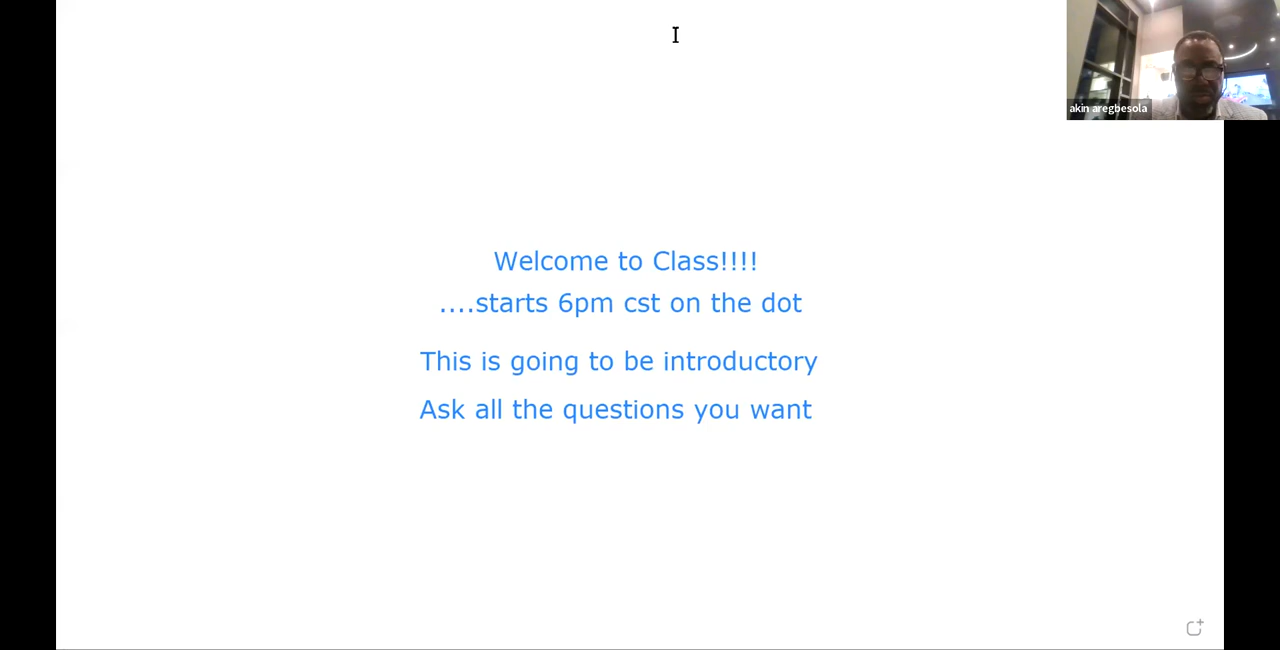 akin aregbesola
Welcome to Class!!!!
....starts 6pm cst on the dot
This is going to be introductory
Ask all the questions you want